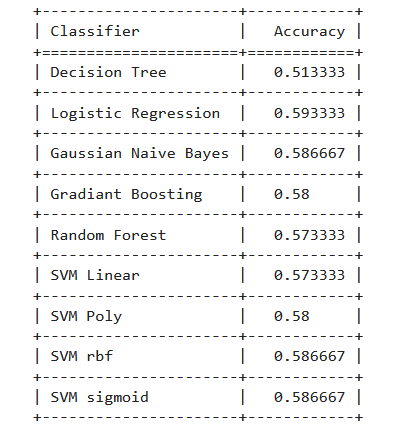 Classifier Accuracy
Decision Tree 0.513333
Logistic Regression 0.593333
Gaussian Naive Bayes 0.586667
Gradiant Boosting 0.58
Random Forest 0.573333
SVM Linear 0.573333
SVM Poly 0.58
SVM rbf 0.586667
SVM sigmoid 0.586667